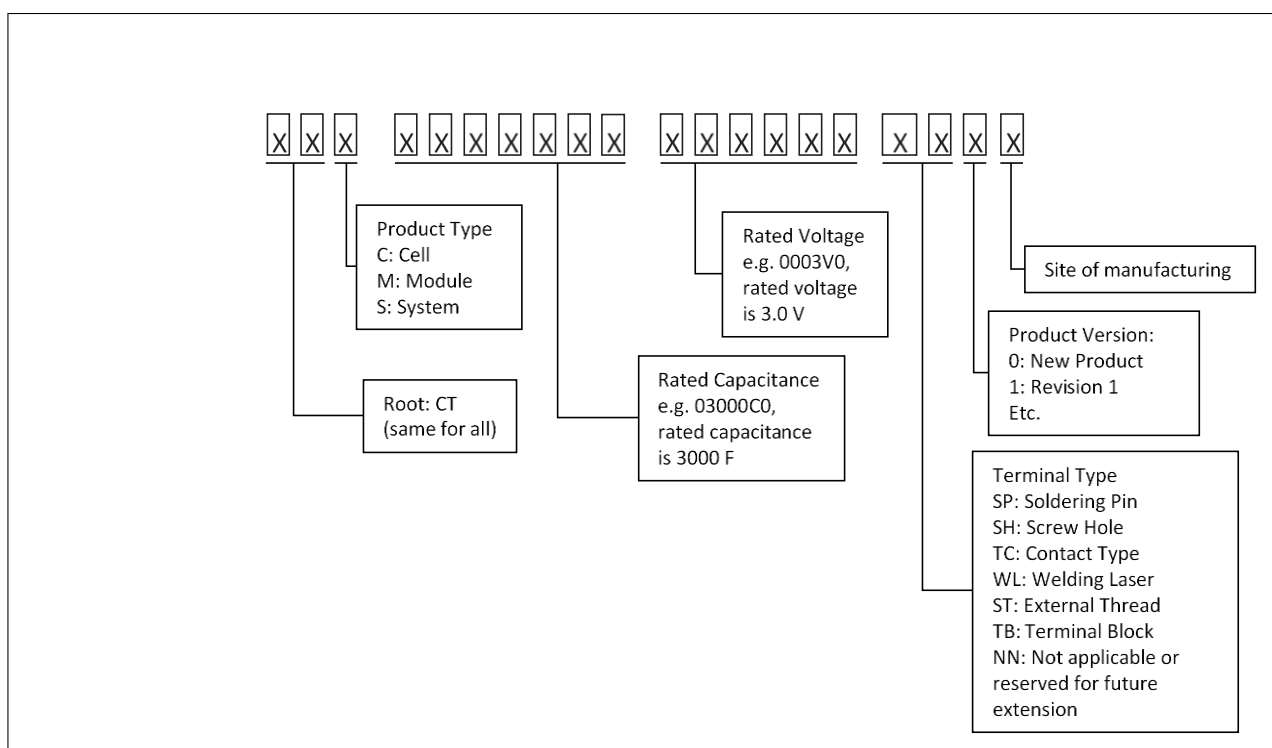 X X X X X X X X X X X X X X X X X X X X
Product Type
C: Cell
M: Module
S: System
Rated Voltage
e.g. 0003V0,
rated voltage
is 3.0 V
Site of manufacturing
Product Version:
0: New Product
1: Revision 1
Etc.
Root: CT
(same for all)
Rated Capacitance
e.g. 03000C0,
rated capacitance
is 3000 F
Terminal Type
SP: Soldering Pin
SH: Screw Hole
TC: Contact Type
WL: Welding Laser
ST: External Thread
TB: Terminal Block
NN: Not applicable or
reserved for future
extension